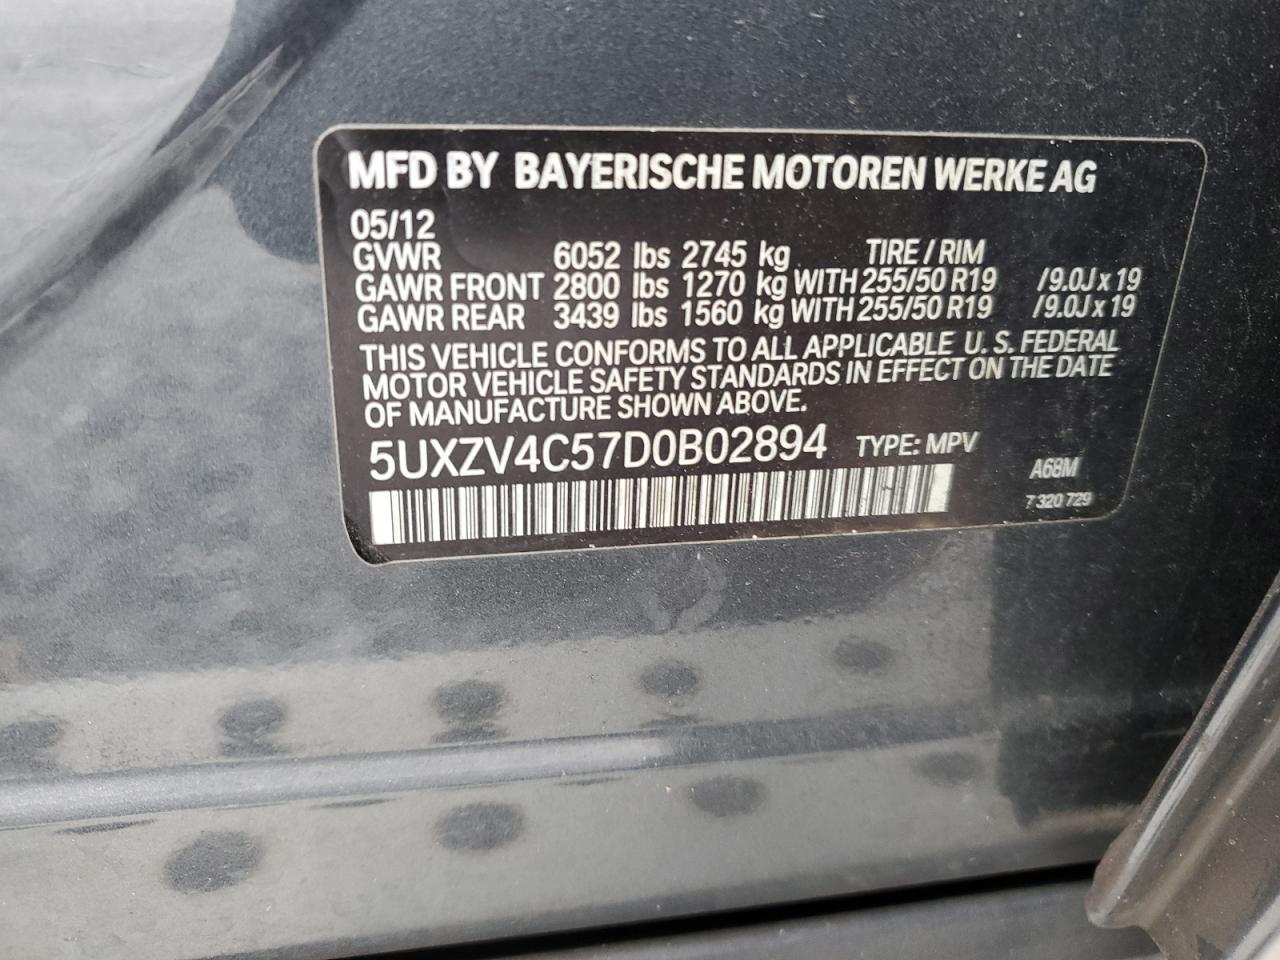 MFD BY BAYERISCHE MOTOREN WERKE AG
05/12
GVWR 6052 lbs 2745 kg TIRE / RIM
GAWR FRONT 2800 lbs 1270 kg WITH 255/50 R19 /9.0J x 19
GAWR REAR 3439 lbs 1560 kg WITH 255/50 R19 /9.0J x 19
THIS VEHICLE CONFORMS TO ALL APPLICABLE U. S. FEDERAL
MOTOR VEHICLE SAFETY STANDARDS IN EFFECT ON THE DATE
OF MANUFACTURE SHOWN ABOVE.
5UXZV4C57D0B02894 TYPE: MPV
A68M
7 320 729